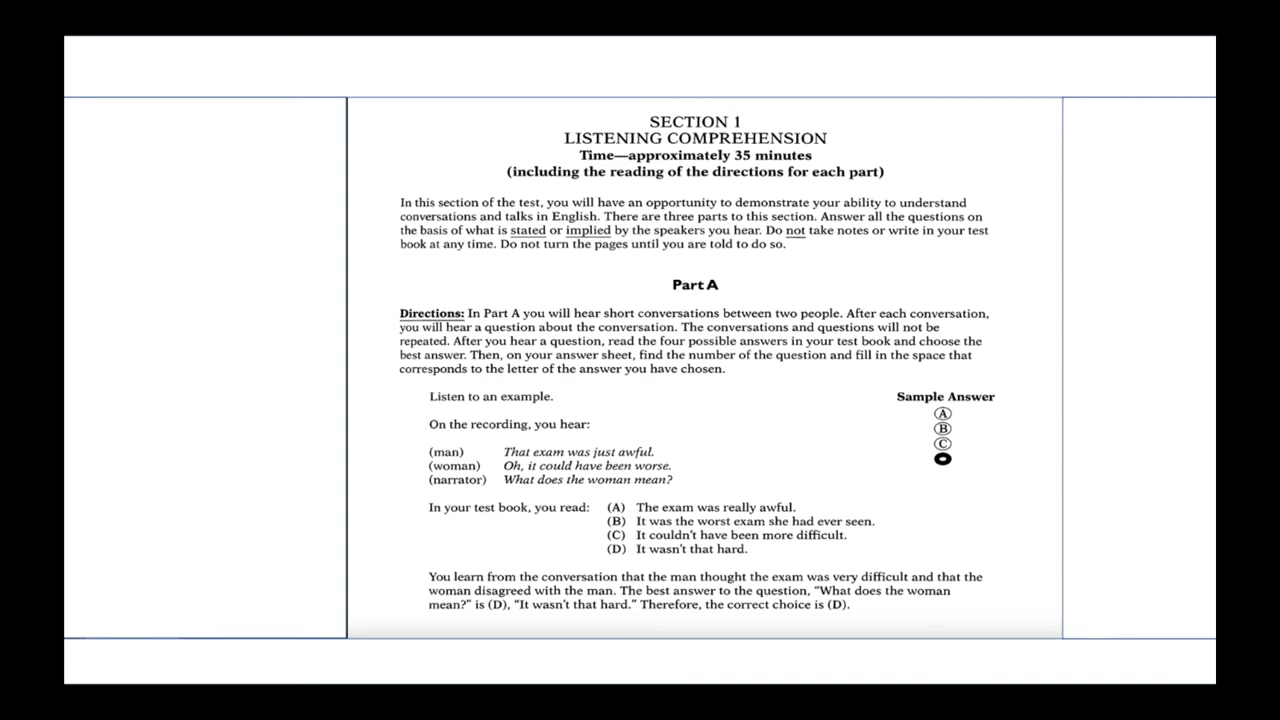 SECTION 1
LISTENING COMPREHENSION
Time—approximately 35 minutes
(including the reading of the directions for each part)
In this section of the test, you will have an opportunity to demonstrate your ability to understand
conversations and talks in English. There are three parts to this section. Answer all the questions on
the basis of what is stated or implied by the speakers you hear. Do not take notes or write in your test
book at any time. Do not turn the pages until you are told to do so.
Part A
Directions: In Part A you will hear short conversations between two people. After each conversation,
you will hear a question about the conversation. The conversations and questions will not be
repeated. After you hear a question, read the four possible answers in your test book and choose the
best answer. Then, on your answer sheet, find the number of the question and fill in the space that
corresponds to the letter of the answer you have chosen.
Listen to an example.
Sample Answer
A
B
C
On the recording, you hear:
(man) That exam was just awful.
(woman) Oh, it could have been worse.
(narrator) What does the woman mean?
In your test book, you read: (A) The exam was really awful.
(B) It was the worst exam she had ever seen.
(C) It couldn't have been more difficult.
(D) It wasn't that hard.
You learn from the conversation that the man thought the exam was very difficult and that the
woman disagreed with the man. The best answer to the question, “What does the woman
mean?” is (D), “It wasn't that hard.” Therefore, the correct choice is (D).